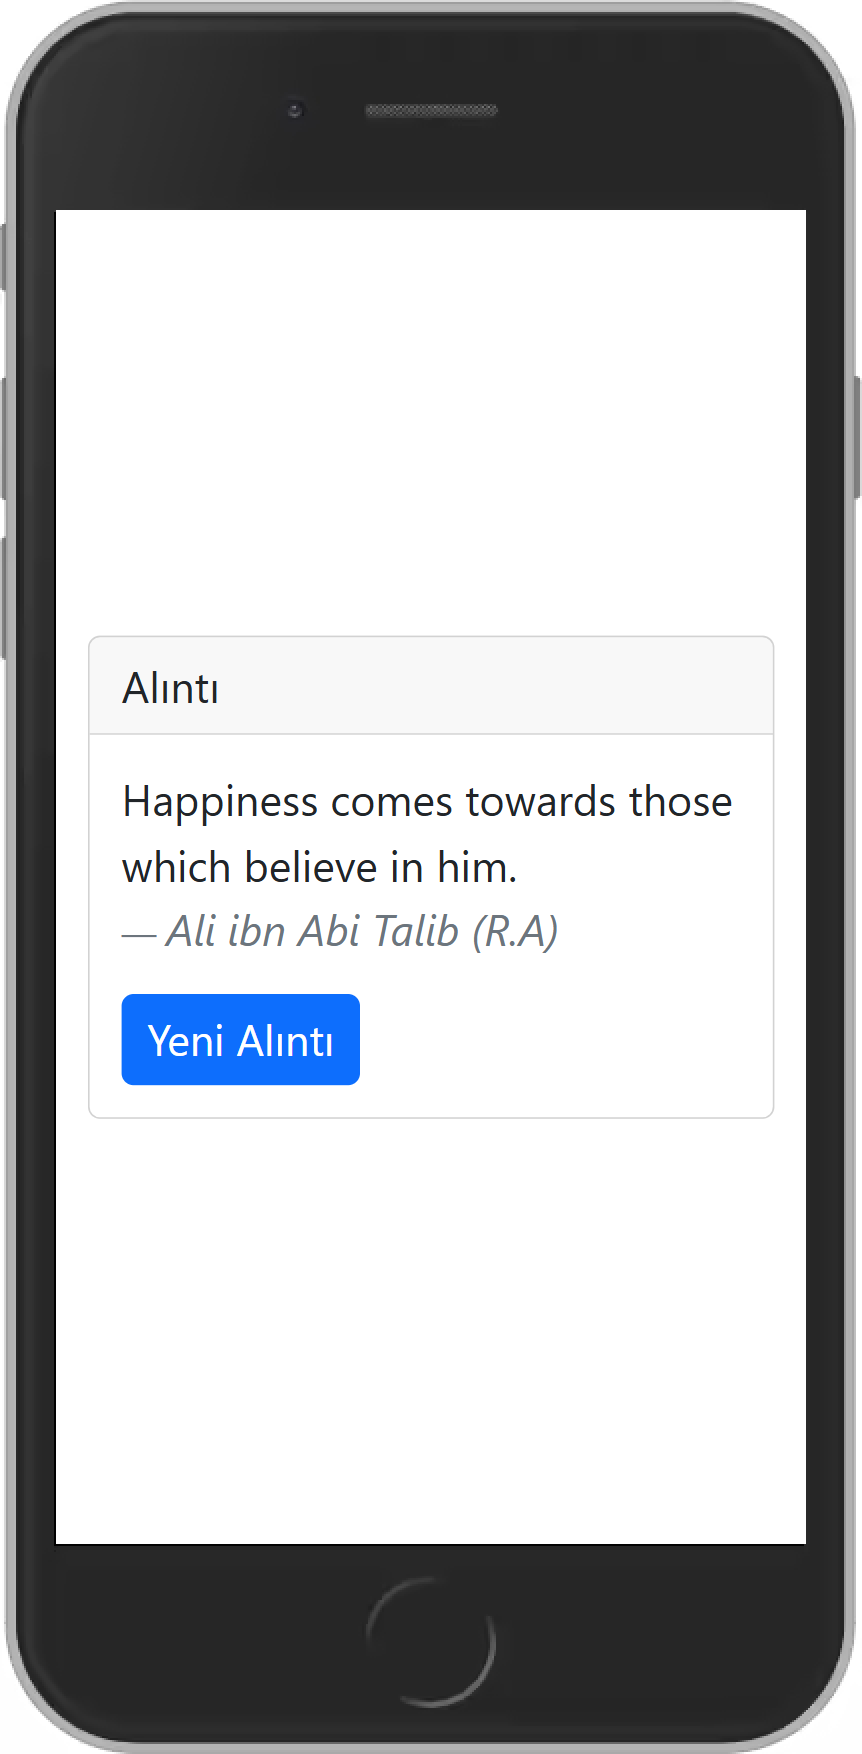 Alıntı
Happiness comes towards those
which believe in him.
— Ali ibn Abi Talib (R.A)
Yeni Alıntı